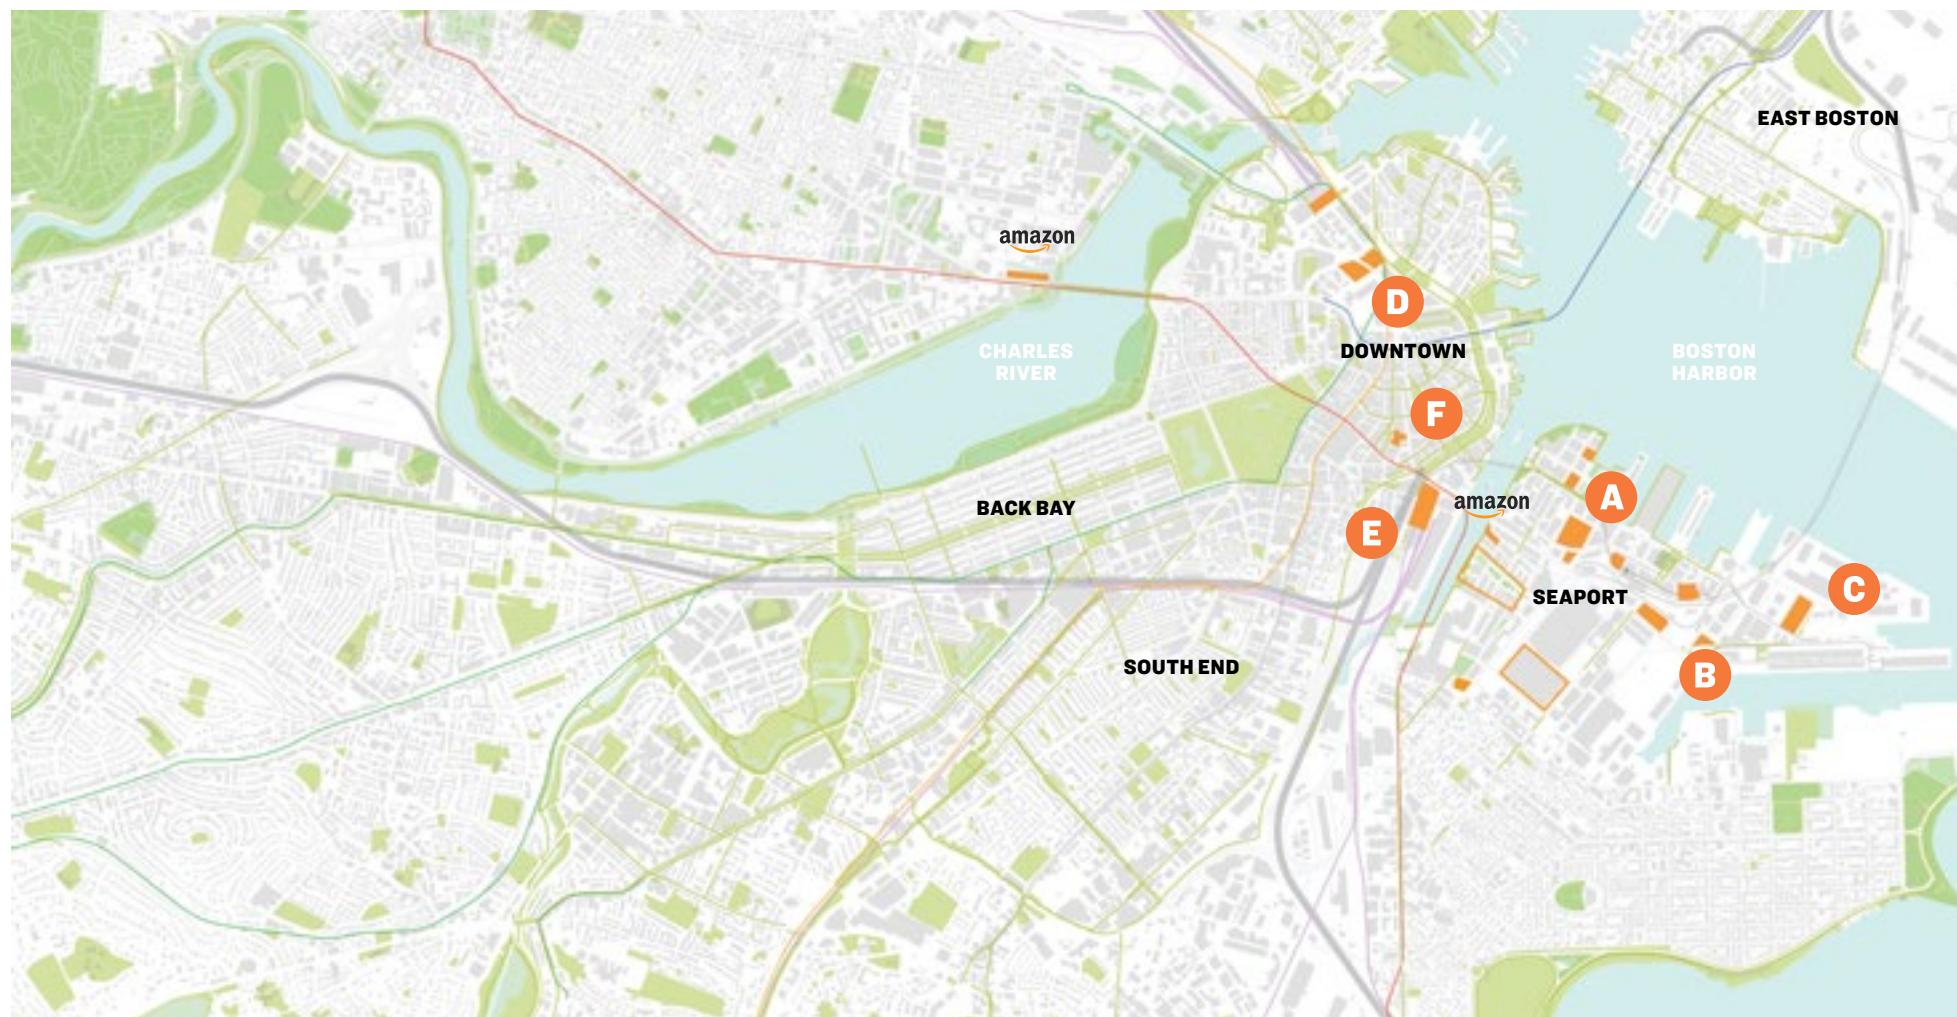 EAST BOSTON
amazon
D
CHARLES
RIVER
DOWNTOWN
BOSTON
HARBOR
F
BACK BAY
amazon
A
E
SEAPORT
C
SOUTH END
B